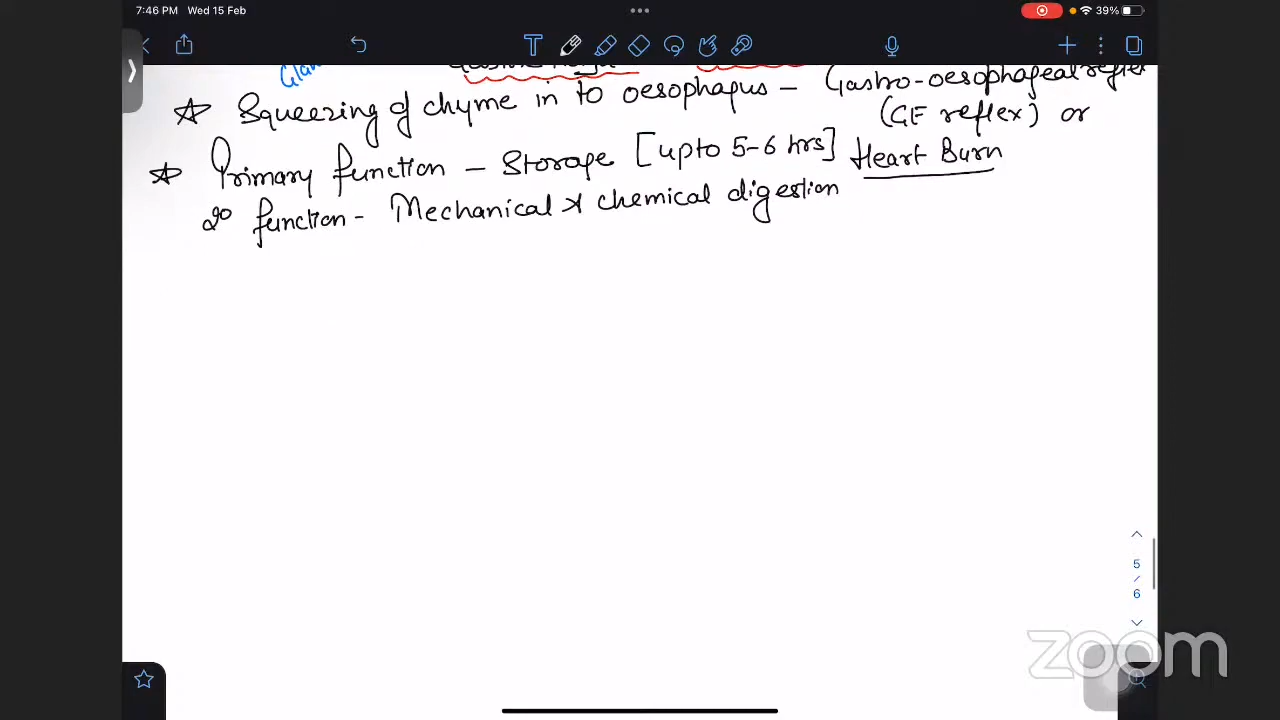 7:46 PM Wed 15 Feb
39%
T
☆ Squeezing of chyme in to oesophagus - Gastro-oesophageal reflex
(GE reflex) or
☆ Primary function - Storage [upto 5-6 hrs] Heart Burn
2° function - Mechanical & chemical digestion
5
/
6
zoom